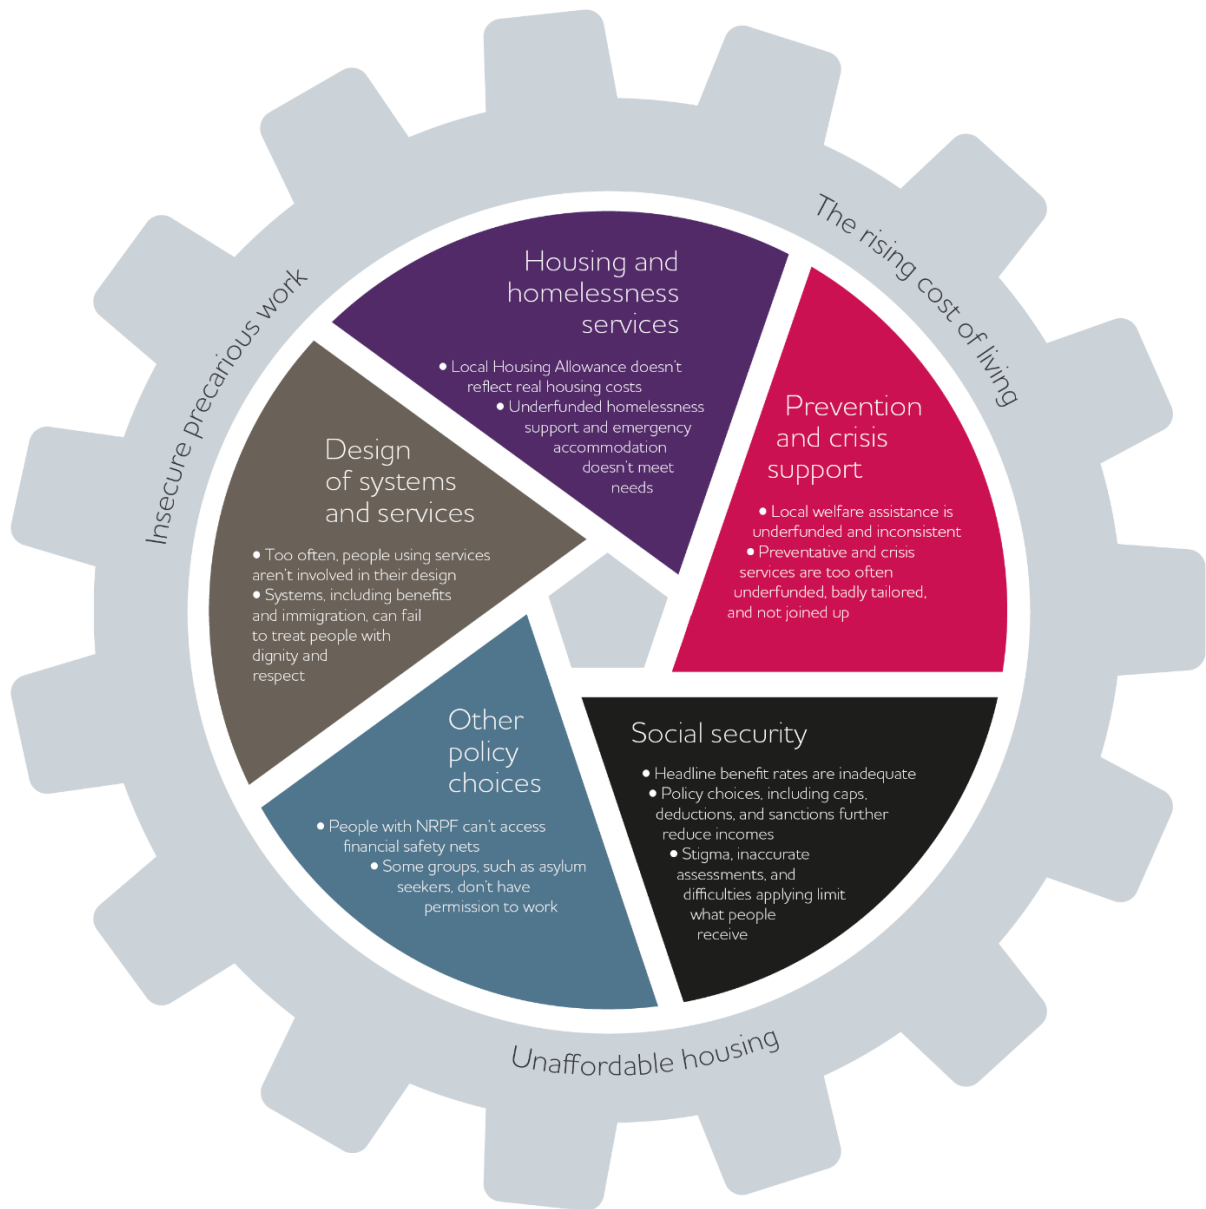 Insecure precarious work
The rising cost of living
Housing and
homelessness
services
• Local Housing Allowance doesn't
reflect real housing costs
• Underfunded homelessness
support and emergency
accommodation
doesn't meet
needs
Prevention
and crisis
support
• Local welfare assistance is
underfunded and inconsistent
• Preventative and crisis
services are too often
underfunded, badly tailored,
and not joined up
Design
of systems
and services
• Too often, people using services
aren't involved in their design
• Systems, including benefits
and immigration, can fail
to treat people with
dignity and
respect
Other
policy
choices
• People with NRPF can't access
financial safety nets
• Some groups, such as asylum
seekers, don't have
permission to work
Social security
• Headline benefit rates are inadequate
• Policy choices, including caps,
deductions, and sanctions further
reduce incomes
• Stigma, inaccurate
assessments, and
difficulties applying limit
what people
receive
Unaffordable housing